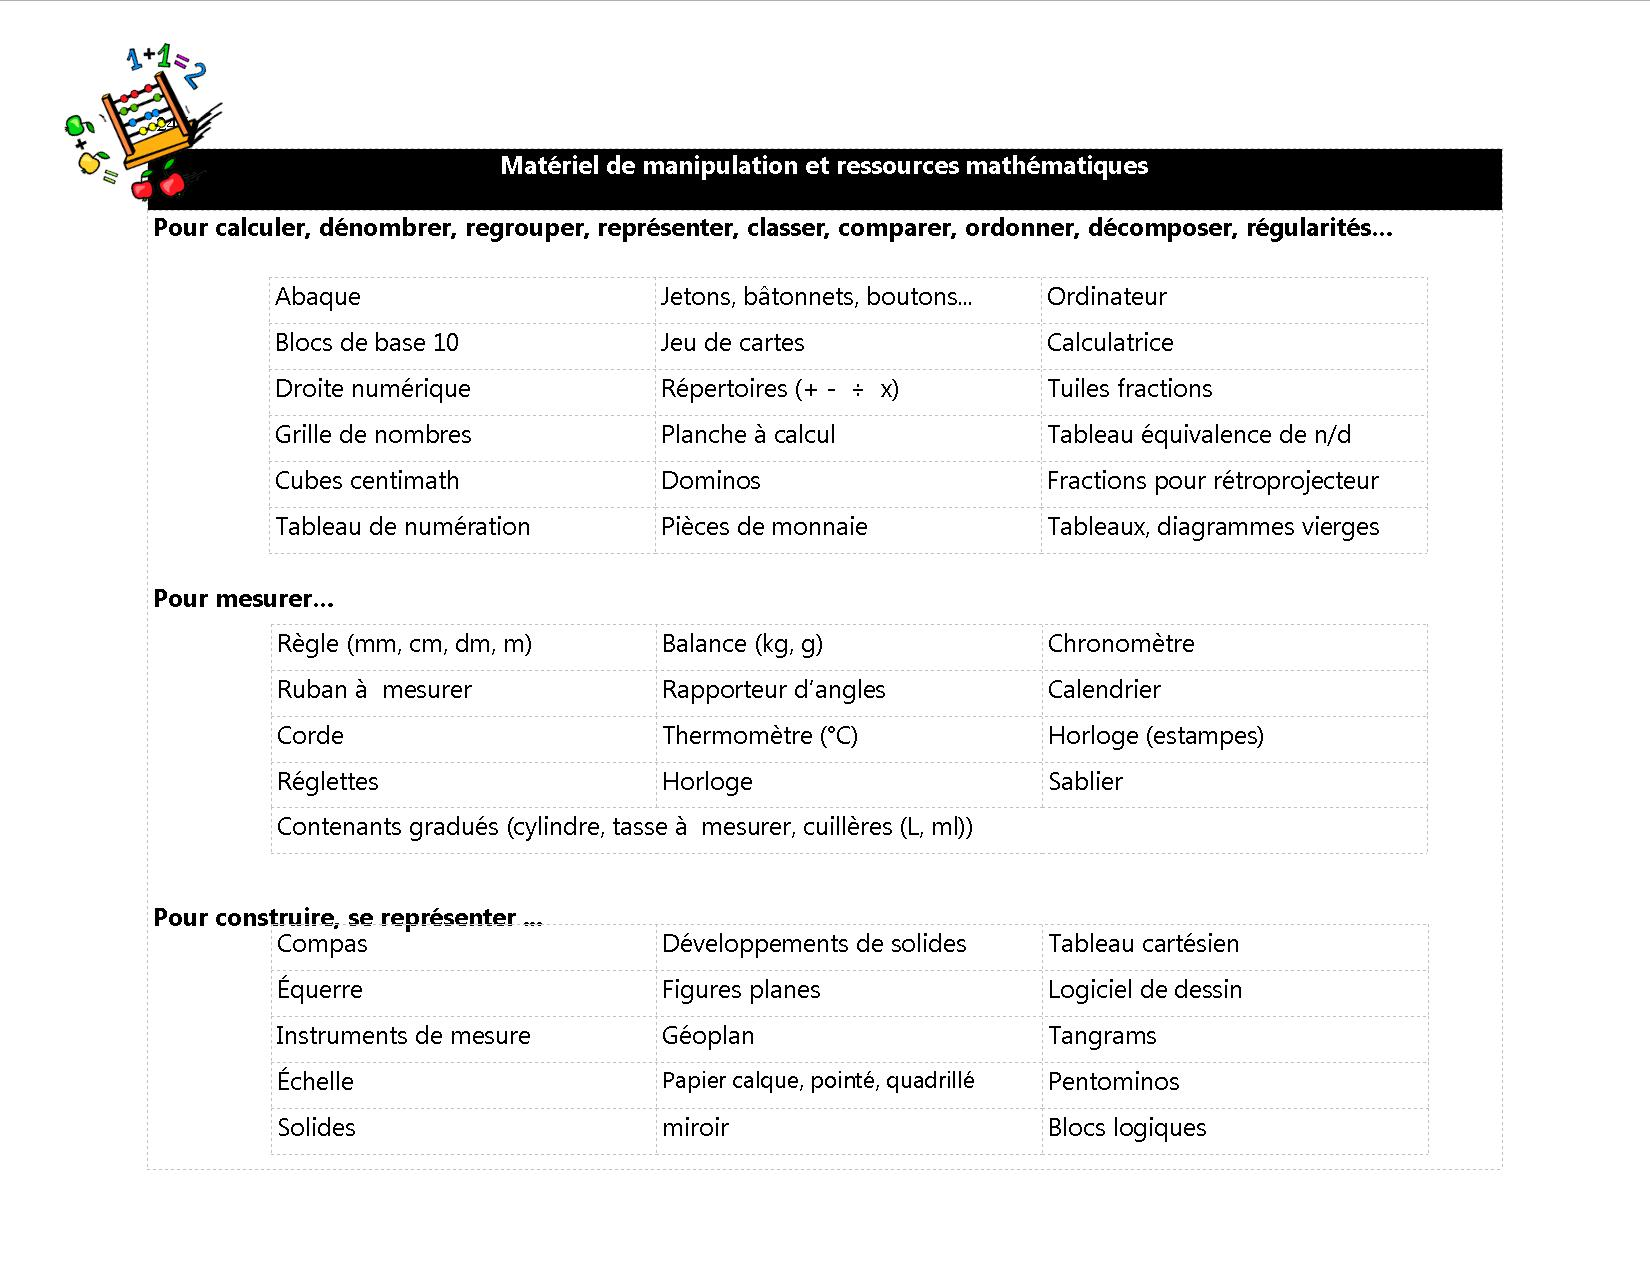 1+1=2
Matériel de manipulation et ressources mathématiques
Pour calculer, dénombrer, regrouper, représenter, classer, comparer, ordonner, décomposer, régularités…
Abaque Jetons, bâtonnets, boutons... Ordinateur
Blocs de base 10 Jeu de cartes Calculatrice
Droite numérique Répertoires (+ - ÷ x) Tuiles fractions
Grille de nombres Planche à calcul Tableau équivalence de n/d
Cubes centimath Dominos Fractions pour rétroprojecteur
Tableau de numération Pièces de monnaie Tableaux, diagrammes vierges
Pour mesurer…
Règle (mm, cm, dm, m) Balance (kg, g) Chronomètre
Ruban à mesurer Rapporteur d’angles Calendrier
Corde Thermomètre (°C) Horloge (estampes)
Réglettes Horloge Sablier
Contenants gradués (cylindre, tasse à mesurer, cuillères (L, ml))
Pour construire, se représenter ...
Compas Développements de solides Tableau cartésien
Équerre Figures planes Logiciel de dessin
Instruments de mesure Géoplan Tangrams
Échelle Papier calque, pointé, quadrillé Pentominos
Solides miroir Blocs logiques